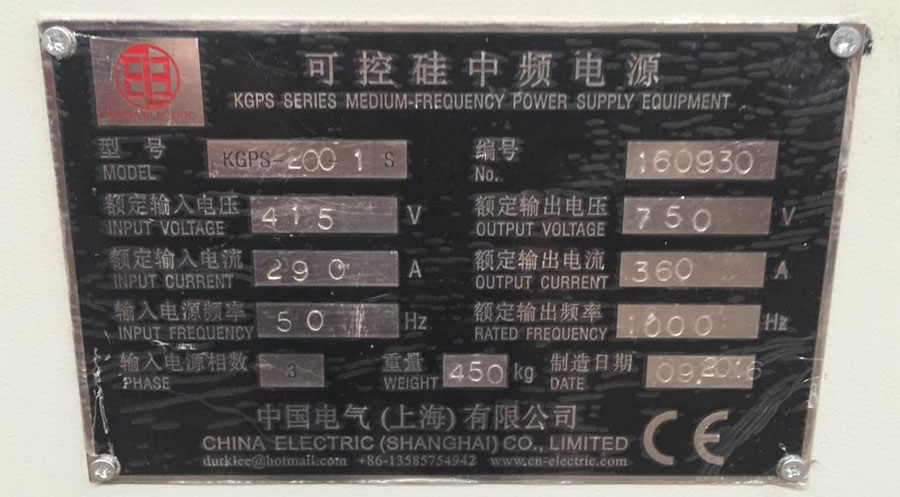 CHINA ELECTRIC
可控硅中频电源
KGPS SERIES MEDIUM-FREQUENCY POWER SUPPLY EQUIPMENT
型号 KGPS-200-1 S 编号 160930
MODEL No.
额定输入电压 415 V 额定输出电压 750 V
INPUT VOLTAGE OUTPUT VOLTAGE
额定输入电流 290 A 额定输出电流 360 A
INPUT CURRENT OUTPUT CURRENT
输入电源频率 50 Hz 额定输出频率 1000 Hz
INPUT FREQUENCY RATED FREQUENCY
输入电源相数 3 重量 450 kg 制造日期 09.2016
PHASE WEIGHT DATE
中国电气(上海)有限公司
CHINA ELECTRIC (SHANGHAI) CO., LIMITED
durklee@hotmail.com +86-13585754942 www.cn-electric.com
CE